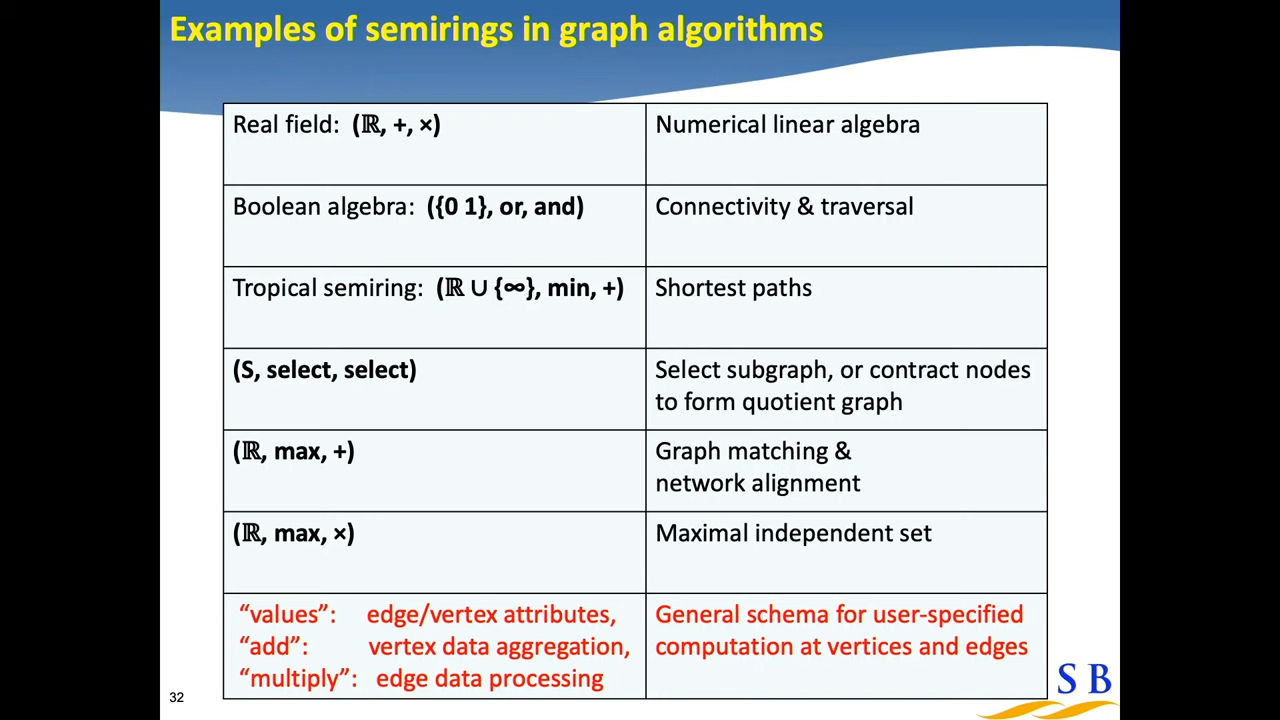 Examples of semirings in graph algorithms
Real field: (ℝ, +, ×)
Numerical linear algebra
Boolean algebra: ({0 1}, or, and)
Connectivity & traversal
Tropical semiring: (ℝ ∪ {∞}, min, +)
Shortest paths
(S, select, select)
Select subgraph, or contract nodes
to form quotient graph
(ℝ, max, +)
Graph matching &
network alignment
(ℝ, max, ×)
Maximal independent set
“values”: edge/vertex attributes,
“add”: vertex data aggregation,
“multiply”: edge data processing
General schema for user-specified
computation at vertices and edges
32
S B